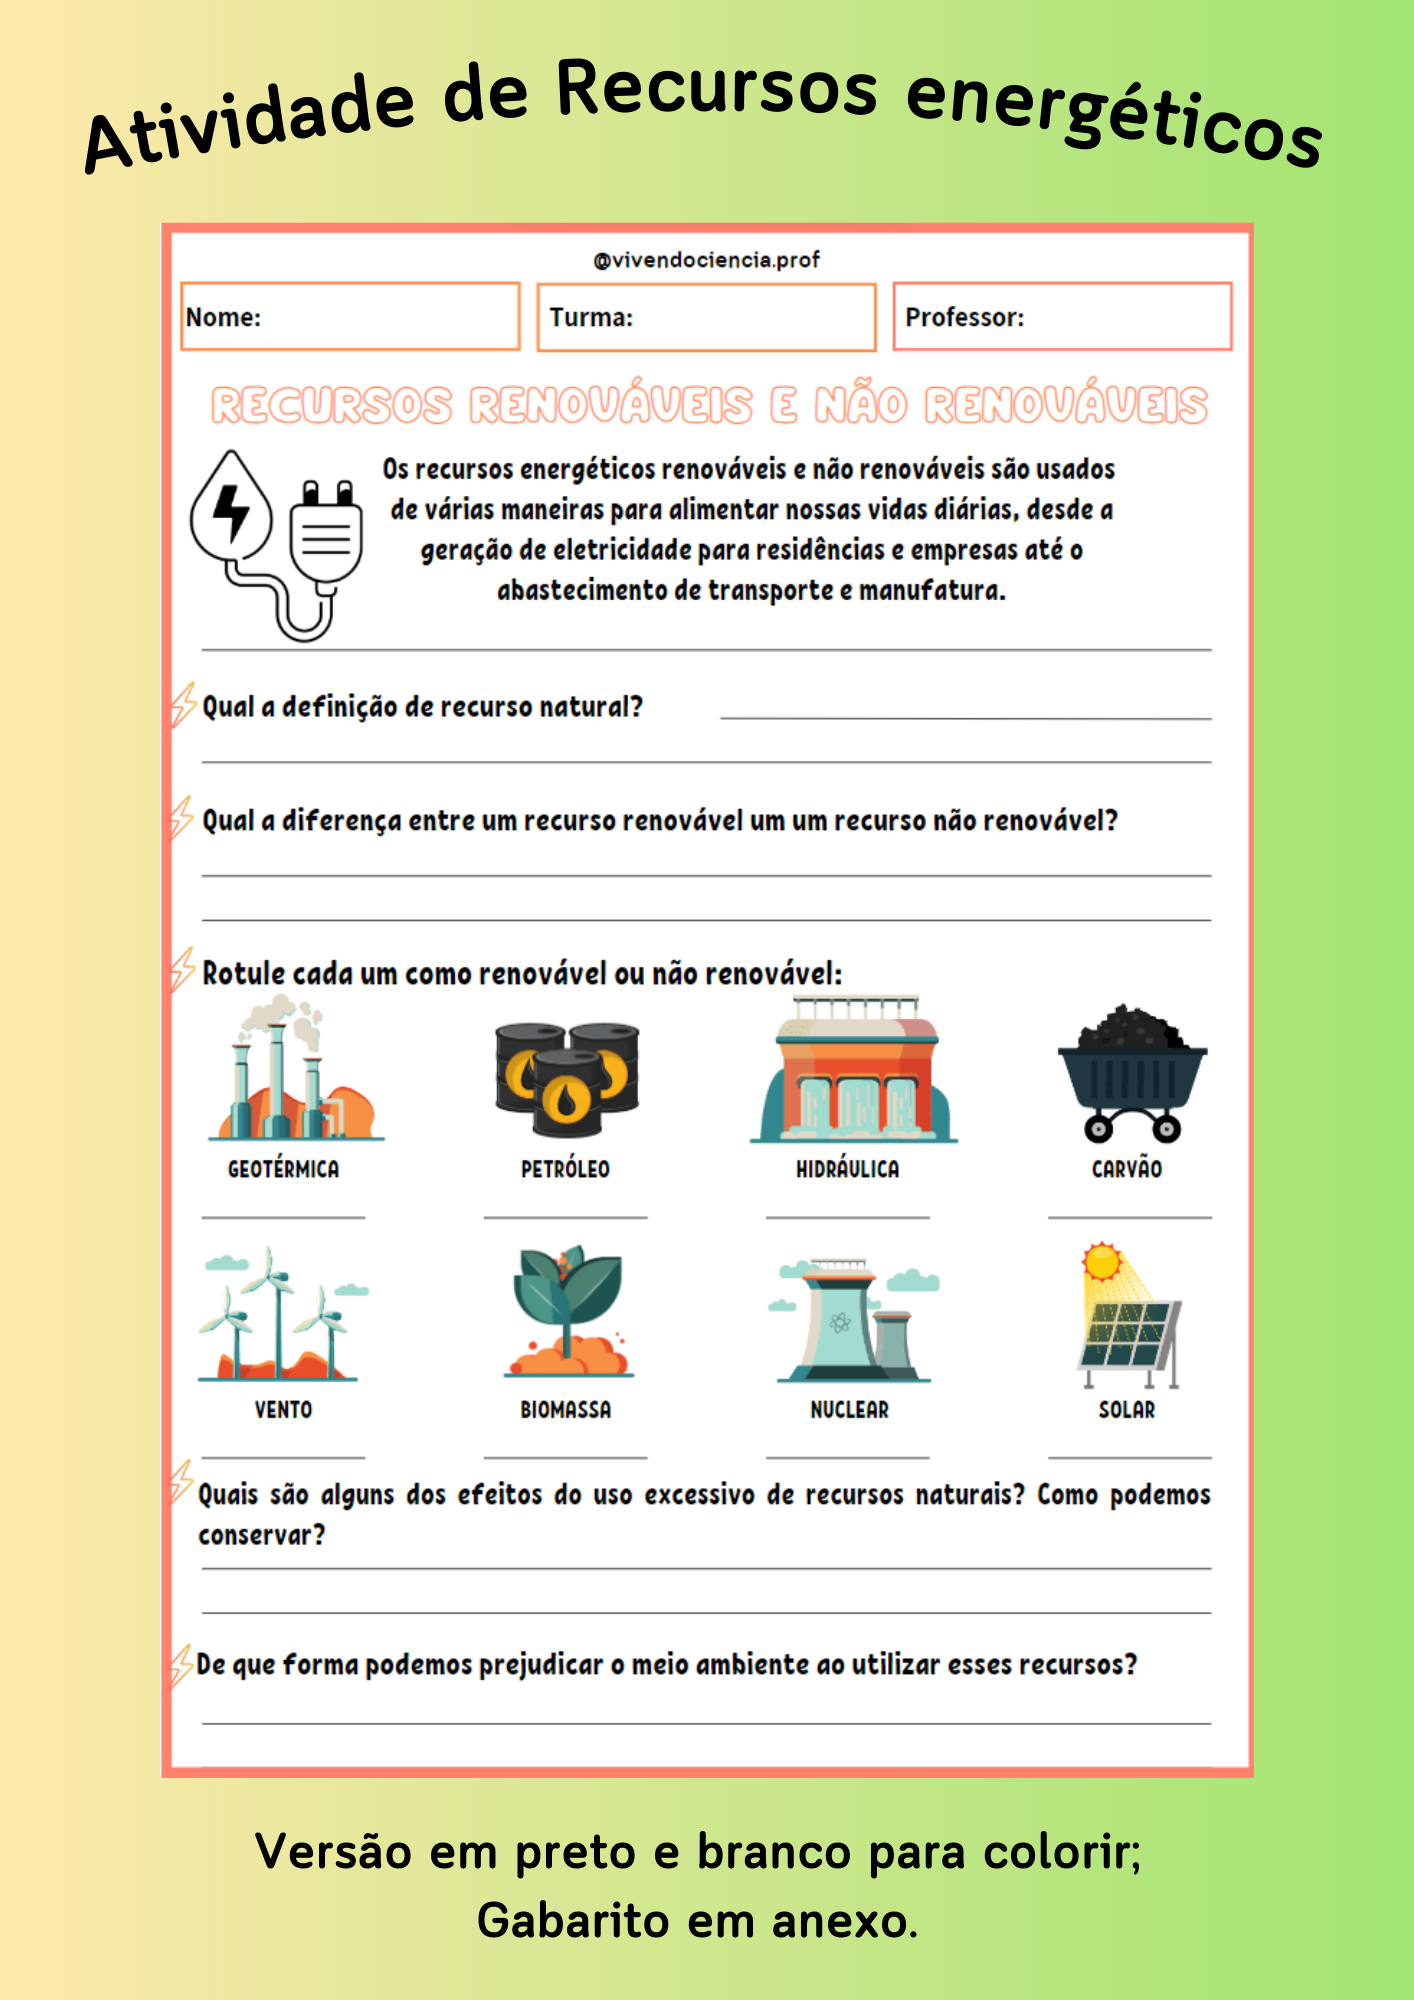 Atividade de Recursos energéticos
@vivendociencia.prof
Nome:
Turma:
Professor:
RECURSOS RENOVÁVEIS E NÃO RENOVÁVEIS
Os recursos energéticos renováveis e não renováveis são usados
de várias maneiras para alimentar nossas vidas diárias, desde a
geração de eletricidade para residências e empresas até o
abastecimento de transporte e manufatura.
Qual a definição de recurso natural?
Qual a diferença entre um recurso renovável um um recurso não renovável?
Rotule cada um como renovável ou não renovável:
GEOTÉRMICA
PETRÓLEO
HIDRÁULICA
CARVÃO
VENTO
BIOMASSA
NUCLEAR
SOLAR
Quais são alguns dos efeitos do uso excessivo de recursos naturais? Como podemos
conservar?
De que forma podemos prejudicar o meio ambiente ao utilizar esses recursos?
Versão em preto e branco para colorir;
Gabarito em anexo.